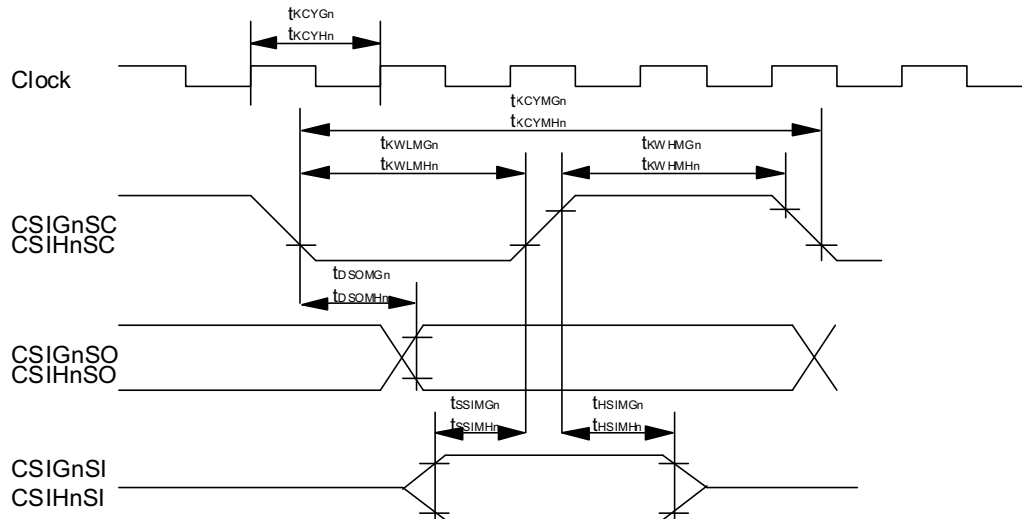 tKCYGn
tKCYHn
Clock
tKCYMGn
tKCYMHn
tKWLMGn
tKWLMHn
tKWHMGn
tKWHMHn
CSIGnSC
CSIHnSC
tDSOMGn
tDSOMHn
CSIGnSO
CSIHnSO
tSSIMGn
tSSIMHn
tHSIMGn
tHSIMHn
CSIGnSI
CSIHnSI